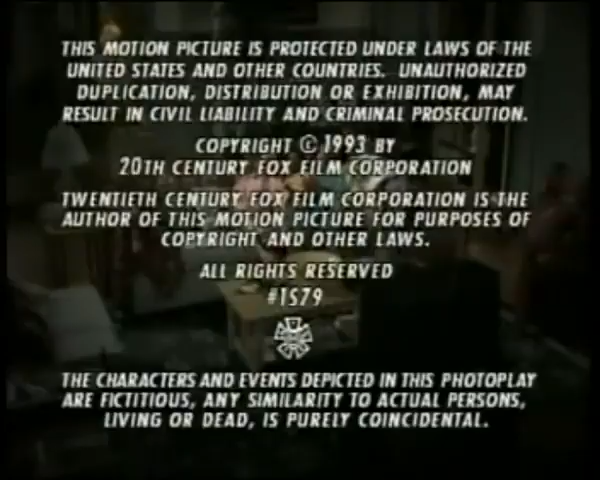 THIS MOTION PICTURE IS PROTECTED UNDER LAWS OF THE
UNITED STATES AND OTHER COUNTRIES. UNAUTHORIZED
DUPLICATION, DISTRIBUTION OR EXHIBITION, MAY
RESULT IN CIVIL LIABILITY AND CRIMINAL PROSECUTION.
COPYRIGHT © 1993 BY
20TH CENTURY FOX FILM CORPORATION
TWENTIETH CENTURY FOX FILM CORPORATION IS THE
AUTHOR OF THIS MOTION PICTURE FOR PURPOSES OF
COPYRIGHT AND OTHER LAWS.
ALL RIGHTS RESERVED
#1S79
THE CHARACTERS AND EVENTS DEPICTED IN THIS PHOTOPLAY
ARE FICTITIOUS, ANY SIMILARITY TO ACTUAL PERSONS,
LIVING OR DEAD, IS PURELY COINCIDENTAL.